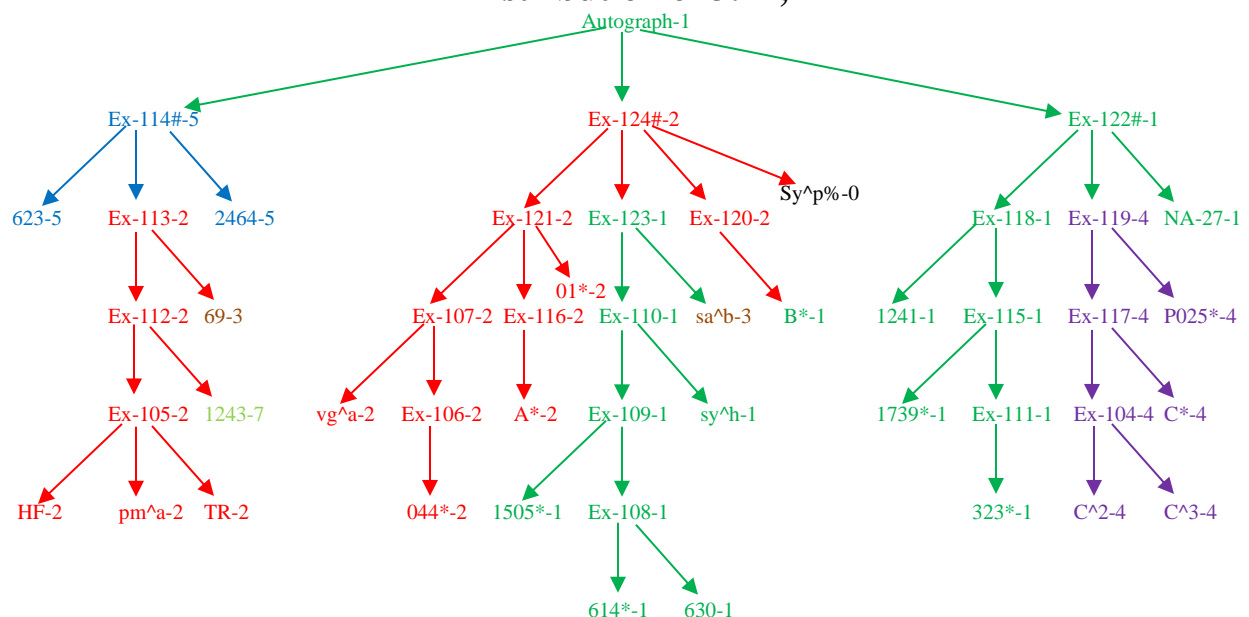 Autograph-1
Ex-114#-5 Ex-124#-2 Ex-122#-1
Sy^p%-0
623-5 Ex-113-2 2464-5 Ex-121-2 Ex-123-1 Ex-120-2 Ex-118-1 Ex-119-4 NA-27-1
01*-2
Ex-112-2 69-3 Ex-107-2 Ex-116-2 Ex-110-1 sa^b-3 B*-1 1241-1 Ex-115-1 Ex-117-4 P025*-4
Ex-105-2 1243-7 vg^a-2 Ex-106-2 A*-2 Ex-109-1 sy^h-1 1739*-1 Ex-111-1 Ex-104-4 C*-4
HF-2 pm^a-2 TR-2 044*-2 1505*-1 Ex-108-1 323*-1 C^2-4 C^3-4
614*-1 630-1